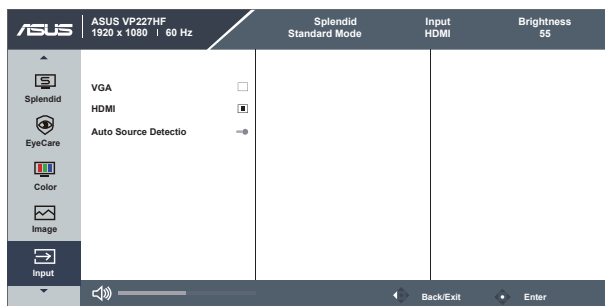 ASUS
ASUS VP227HF
1920 x 1080 | 60 Hz
Splendid
Standard Mode
Input
HDMI
Brightness
55
Splendid
EyeCare
Color
Image
Input
VGA
HDMI
Auto Source Detectio
Back/Exit
Enter